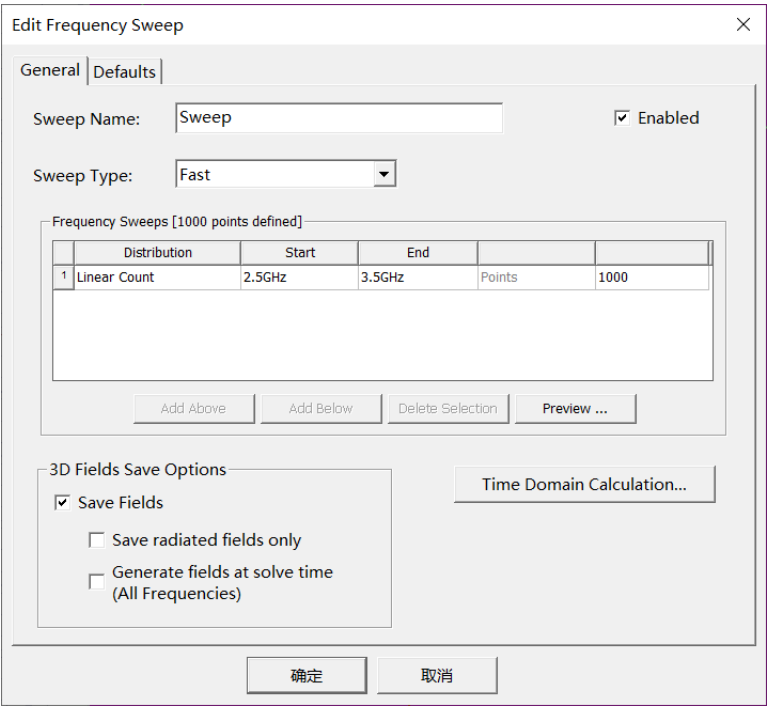 Edit Frequency Sweep
General Defaults
Sweep Name: Sweep Enabled
Sweep Type: Fast
Frequency Sweeps [1000 points defined]
Distribution Start End
1 Linear Count 2.5GHz 3.5GHz Points 1000
Add Above Add Below Delete Selection Preview ...
3D Fields Save Options
Time Domain Calculation...
Save Fields
Save radiated fields only
Generate fields at solve time
(All Frequencies)
确定 取消